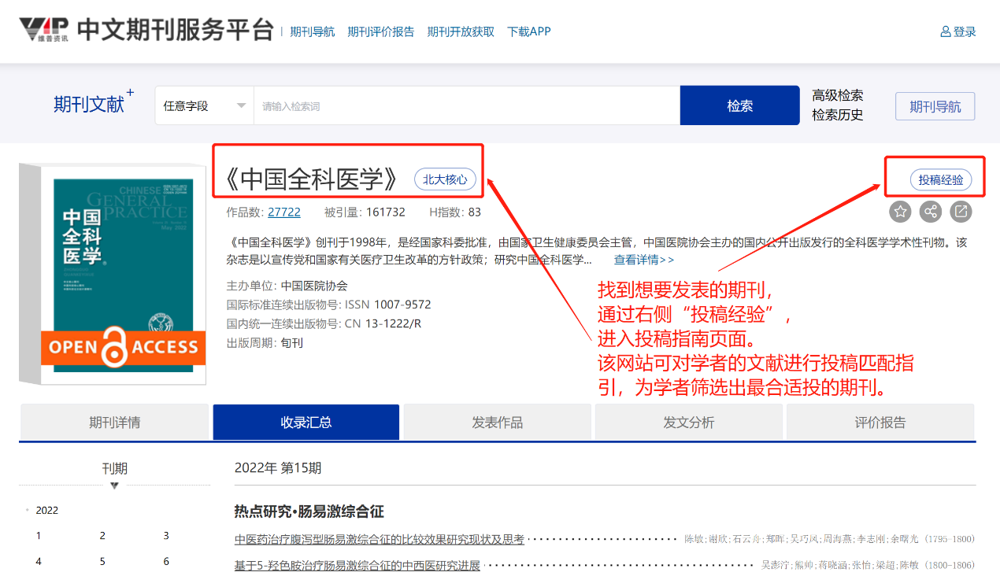 VIP 维普资讯 中文期刊服务平台 | 期刊导航 期刊评价报告 期刊开放获取 下载APP 登录
期刊文献+ 任意字段 请输入检索词 检索 高级检索 期刊导航
检索历史
《中国全科医学》 北大核心 投稿经验
作品数: 27722 被引量: 161732 H指数: 83
《中国全科医学》创刊于1998年，是经国家科委批准，由国家卫生健康委员会主管，中国医院协会主办的国内公开出版发行的全科医学学术性刊物。该
杂志是以宣传党和国家有关医疗卫生改革的方针政策；研究中国全科医学... 查看详情>>
主办单位: 中国医院协会
国际标准连续出版物号: ISSN 1007-9572
国内统一连续出版物号: CN 13-1222/R
出版周期: 旬刊
CHINESE
GENERAL
PRACTICE
May 2022
中国
全科
医学
OPEN ACCESS
找到想要发表的期刊，
通过右侧“投稿经验”，
进入投稿指南页面。
该网站可对学者的文献进行投稿匹配指
引，为学者筛选出最合适投的期刊。
期刊详情 收录汇总 发表作品 发文分析 评价报告
刊期
2022
1 2 3
4 5 6
2022年 第15期
热点研究•肠易激综合征
中医药治疗腹泻型肠易激综合征的比较效果研究现状及思考 陈敏;谢欣;石云舟;郑晖;吴巧凤;周海燕;李志刚;余曙光（1795-1800）
基于5-羟色胺治疗肠易激综合征的中西医研究进展 吴澎泞;熊帅;蒋晓涵;张怡;梁超;陈敏（1800-1806）